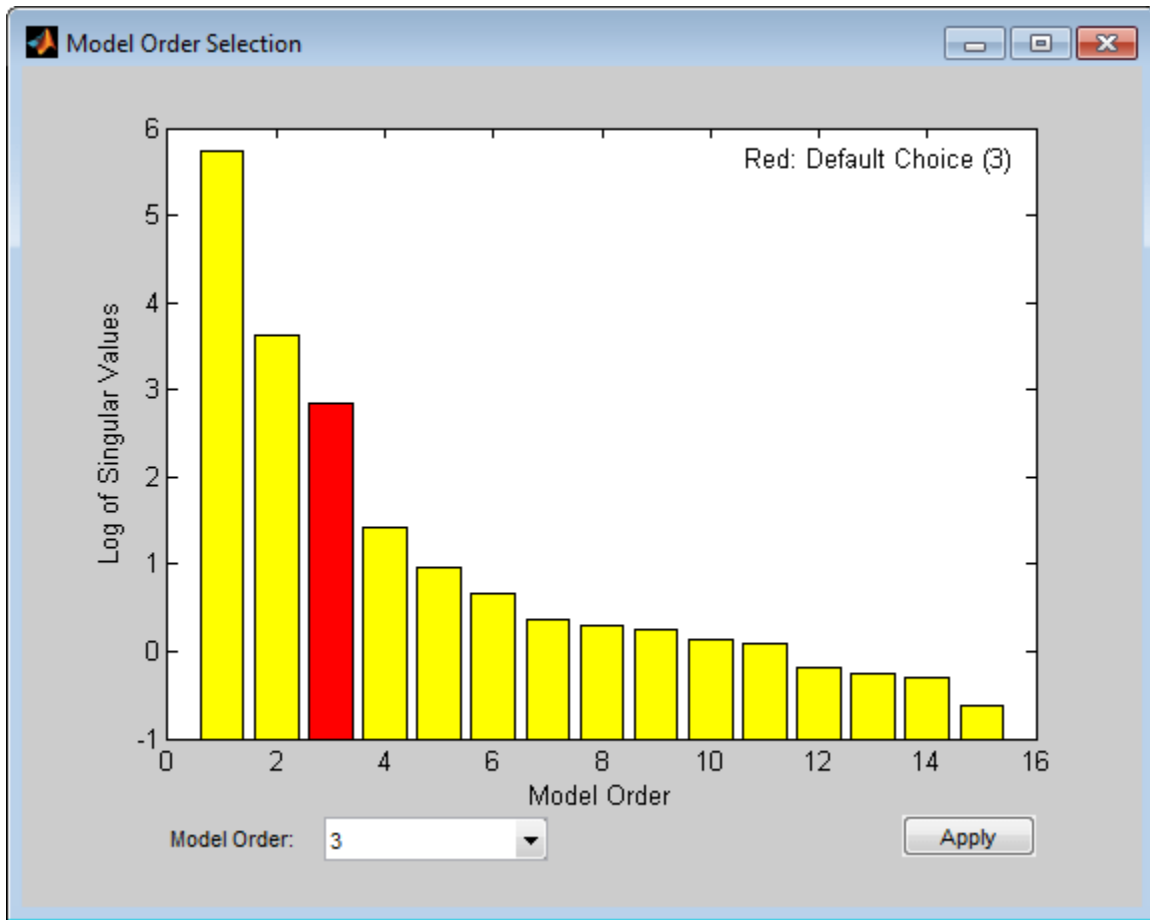 Model Order Selection
Red: Default Choice (3)
6
5
4
3
2
1
0
-1
Log of Singular Values
0 2 4 6 8 10 12 14 16
Model Order
Model Order: 3 Apply